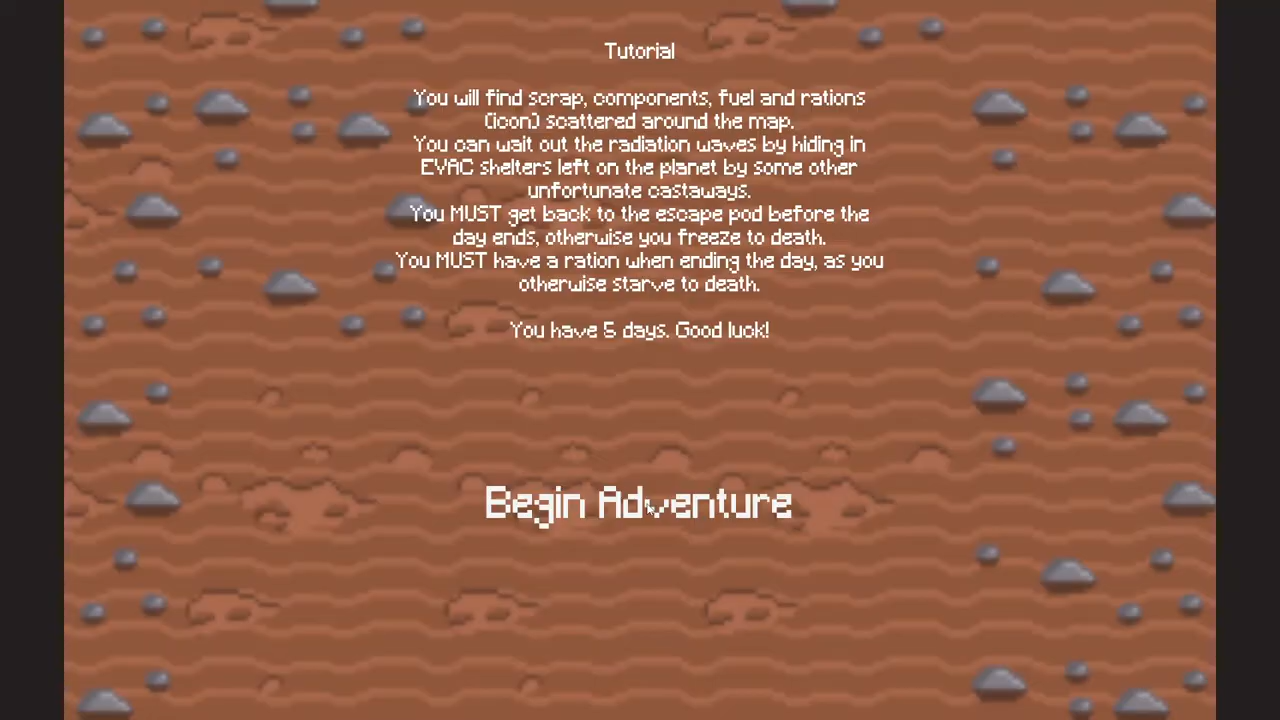 Tutorial
You will find scrap, components, fuel and rations
(icon) scattered around the map.
You can wait out the radiation waves by hiding in
EVAC shelters left on the planet by some other
unfortunate castaways.
You MUST get back to the escape pod before the
day ends, otherwise you freeze to death.
You MUST have a ration when ending the day, as you
otherwise starve to death.
You have 5 days. Good luck!
Begin Adventure